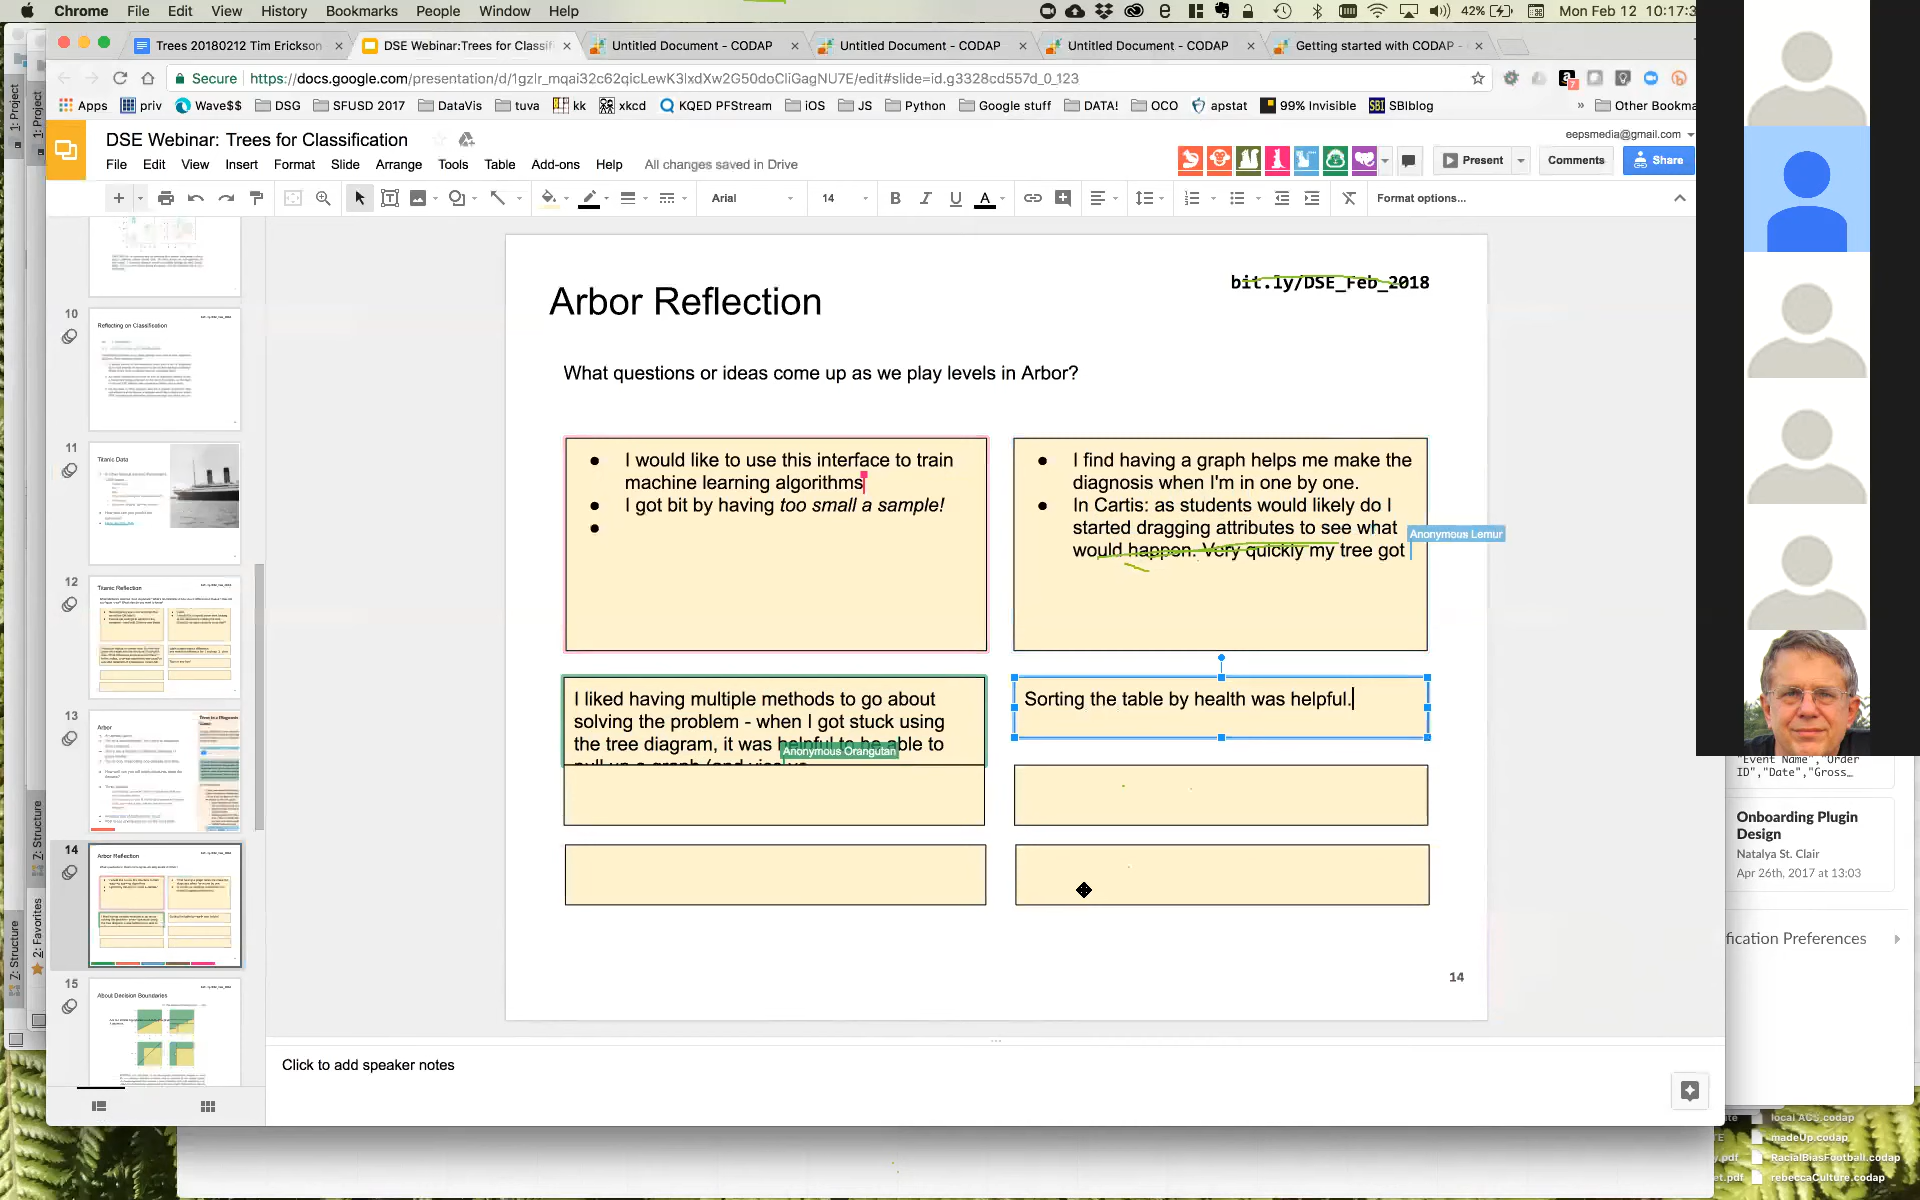 Chrome File Edit View History Bookmarks People Window Help 42% Mon Feb 12 10:17:3
Trees 20180212 Tim Erickson
DSE Webinar:Trees for Classifi
Untitled Document - CODAP
Untitled Document - CODAP
Untitled Document - CODAP
Getting started with CODAP -
Secure https://docs.google.com/presentation/d/1gzlr_mqai32c62qicLewK3lxdXw2G50doCliGagNU7E/edit#slide=id.g3328cd557d_0_123
Apps priv Wave$$ DSG SFUSD 2017 DataVis tuva kk xkcd KQED PFStream iOS JS Python Google stuff DATA! OCO apstat 99% Invisible SBIblog » Other Bookma
DSE Webinar: Trees for Classification
eepsmedia@gmail.com
File Edit View Insert Format Slide Arrange Tools Table Add-ons Help All changes saved in Drive
Present Comments Share
Arial 14 B I U A Format options...
1: Project
1: Project
Z: Structure
2: Favorites
Z: Structure
10
Reflecting on Classification
11
Titanic Data
12
Titanic Reflection
13
Arbor
14
Arbor Reflection
15
About Decision Boundaries
bit.ly/DSE_Feb_2018
Arbor Reflection
What questions or ideas come up as we play levels in Arbor?
● I would like to use this interface to train
machine learning algorithms
● I got bit by having too small a sample!
●
● I find having a graph helps me make the
diagnosis when I'm in one by one.
● In Cartis: as students would likely do I
started dragging attributes to see what
would happen. Very quickly my tree got
Anonymous Lemur
I liked having multiple methods to go about
solving the problem - when I got stuck using
the tree diagram, it was helpful to be able to
Anonymous Orangutan
Sorting the table by health was helpful.
14
Click to add speaker notes
"Event Name","Order
ID","Date","Gross_
Onboarding Plugin
Design
Natalya St. Clair
Apr 26th, 2017 at 13:03
fication Preferences
local ACS.codap
madeUp.codap
RacialBiasFootball.codap
rebeccaCulture.codap